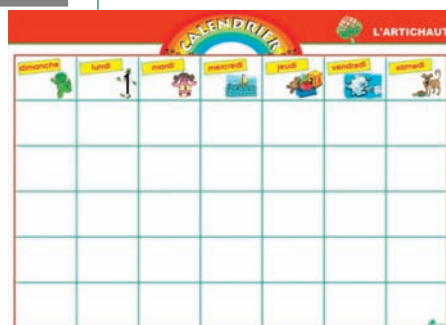 CALENDRIER
L'ARTICHAUT
dimanche lundi mardi mercredi jeudi vendredi samedi